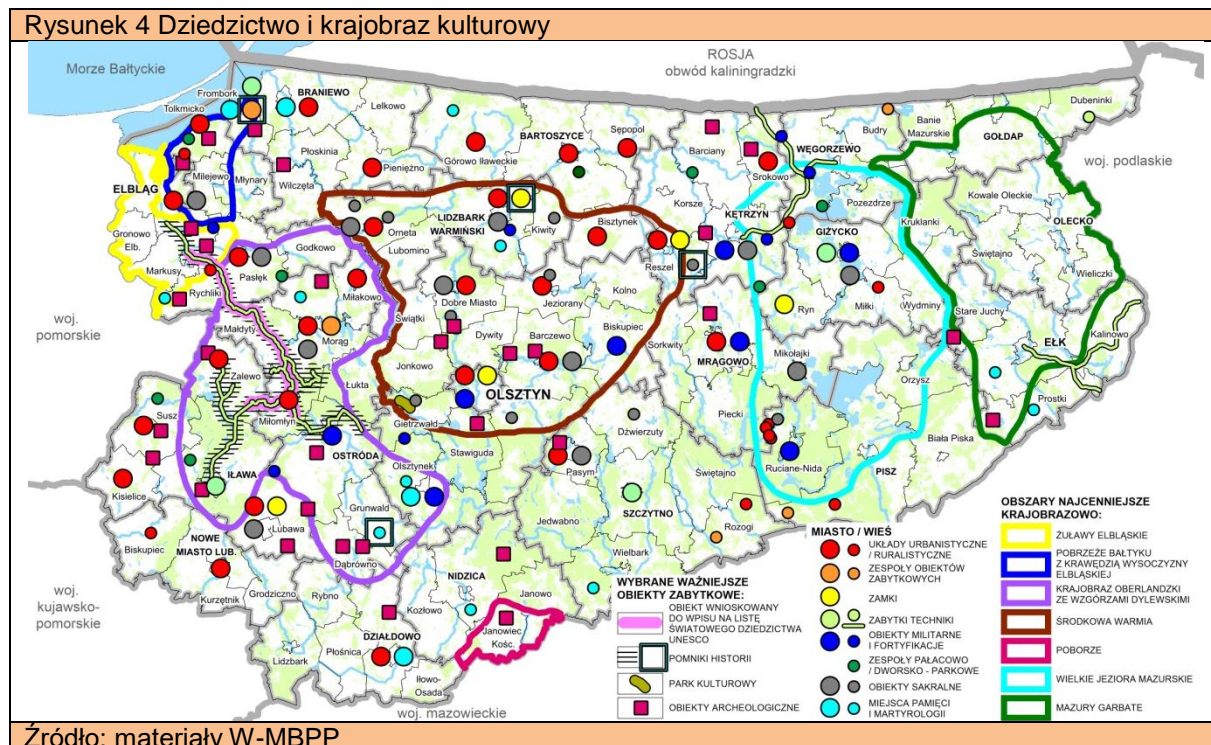 Rysunek 4 Dziedzictwo i krajobraz kulturowy
Morze Bałtyckie
ROSJA
obwód kaliningradzki
Frombork
Tolkmicko
BRANIEWO
Lelkowo
Dubeninki
Płoskinia
Górowo Iławeckie
BARTOSZYCE
Sępopol
Barciany
WĘGORZEWO
Budry
Banie
Mazurskie
GOŁDAP
woj. podlaskie
Milejewo
Młynary
Wilczęta
Pieniężno
Srokowo
ELBLĄG
Korsze
KĘTRZYN
Pozezdrze
Kowale Oleckie
LIDZBARK
WARMIŃSKI
Kiwity
Bisztynek
Kruklanki
OLECKO
Gronowo
Elb.
Orneta
Lubomino
GIŻYCKO
Świętajno
Godkowo
Markusy
Pasłęk
Reszel
Wieliczki
Rychliki
Miłakowo
Dobre Miasto
Jeziorany
Kolno
Ryn
Miłki
Wydminy
Stare Juchy
Kalinowo
woj.
pomorskie
Małdyty
Świątki
Morąg
Dywity
Barczewo
Biskupiec
Sorkwity
MRĄGOWO
Mikołajki
EŁK
Zalewo
Jonkowo
Łukta
OLSZTYN
Orzysz
Prostki
Susz
Miłomłyn
Gietrzwałd
Piecki
Biała Piska
OSTRÓDA
Stawiguda
Dźwierzuty
IŁAWA
Olsztynek
Pasym
Ruciane-Nida
PISZ
Kisielice
Świętajno
Grunwald
SZCZYTNO
Lubawa
Jedwabno
Rozogi
NOWE
MIASTO LUB.
Biskupiec
Dąbrówno
Wielbark
NIDZICA
Grodziczno
Rybno
Kozłowo
Janowo
Kurzętnik
woj.
kujawsko-
pomorskie
Janowiec
Kośc.
DZIAŁDOWO
Płośnica
Lidzbark
Iłowo-
Osada
woj. mazowieckie
WYBRANE WAŻNIEJSZE
OBIEKTY ZABYTKOWE:
OBIEKT WNIOSKOWANY
DO WPISU NA LISTĘ
ŚWIATOWEGO DZIEDZICTWA
UNESCO
POMNIKI HISTORII
PARK KULTUROWY
OBIEKTY ARCHEOLOGICZNE
MIASTO / WIEŚ
UKŁADY URBANISTYCZNE
/ RURALISTYCZNE
ZESPOŁY OBIEKTÓW
ZABYTKOWYCH
ZAMKI
ZABYTKI TECHNIKI
OBIEKTY MILITARNE
I FORTYFIKACJE
ZESPOŁY PAŁACOWO
/ DWORSKO - PARKOWE
OBIEKTY SAKRALNE
MIEJSCA PAMIĘCI
I MARTYROLOGII
OBSZARY NAJCENNIEJSZE
KRAJOBRAZOWO:
ŻUŁAWY ELBLĄSKIE
POBRZEŻE BAŁTYKU
Z KRAWĘDZIĄ WYSOCZYZNY
ELBLĄSKIEJ
KRAJOBRAZ OBERLANDZKI
ZE WZGÓRZAMI DYLEWSKIMI
ŚRODKOWA WARMIA
POBORZE
WIELKIE JEZIORA MAZURSKIE
MAZURY GARBATE
Źródło: materiały W-MBPP